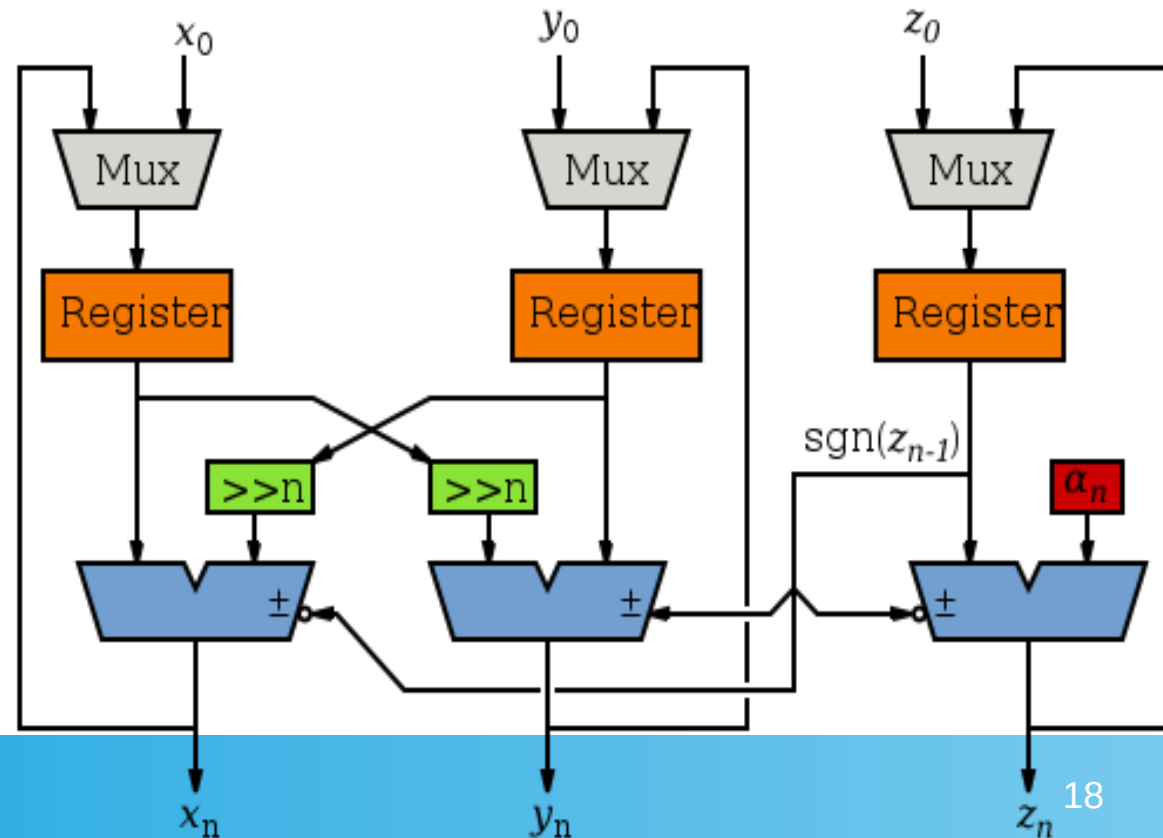 x₀ y₀ z₀
Mux Mux Mux
Register Register Register
sgn(zₙ₋₁)
>>n >>n αₙ
± ± ±
18
xₙ yₙ zₙ